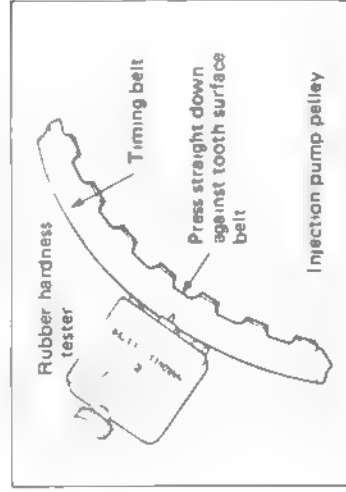 Rubber hardness
tester
Timing belt
Press straight down
against tooth surface
belt
Injection pump pelley